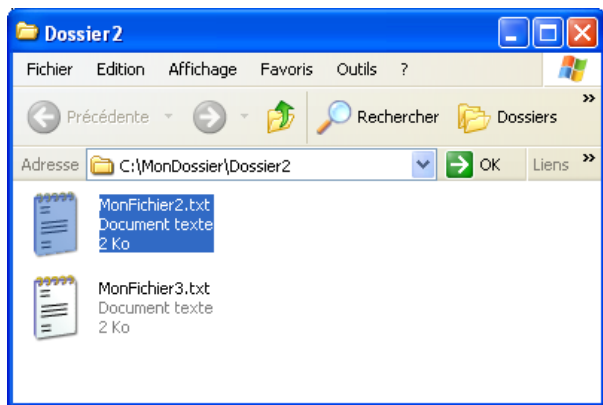 Dossier2
Fichier Edition Affichage Favoris Outils ?
Précédente Rechercher Dossiers »
Adresse C:\MonDossier\Dossier2 OK Liens »
MonFichier2.txt
Document texte
2 Ko
MonFichier3.txt
Document texte
2 Ko